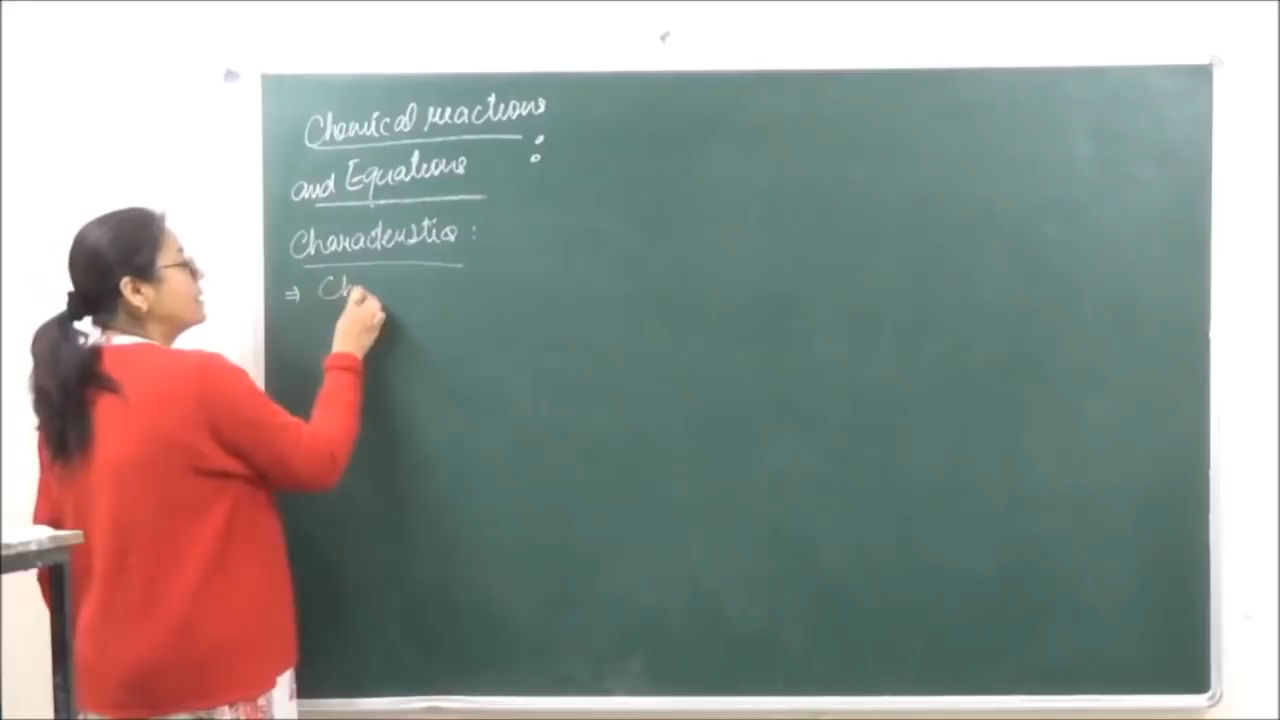 Chemical reactions
and Equations :
Characteristics :
⇒ Ch